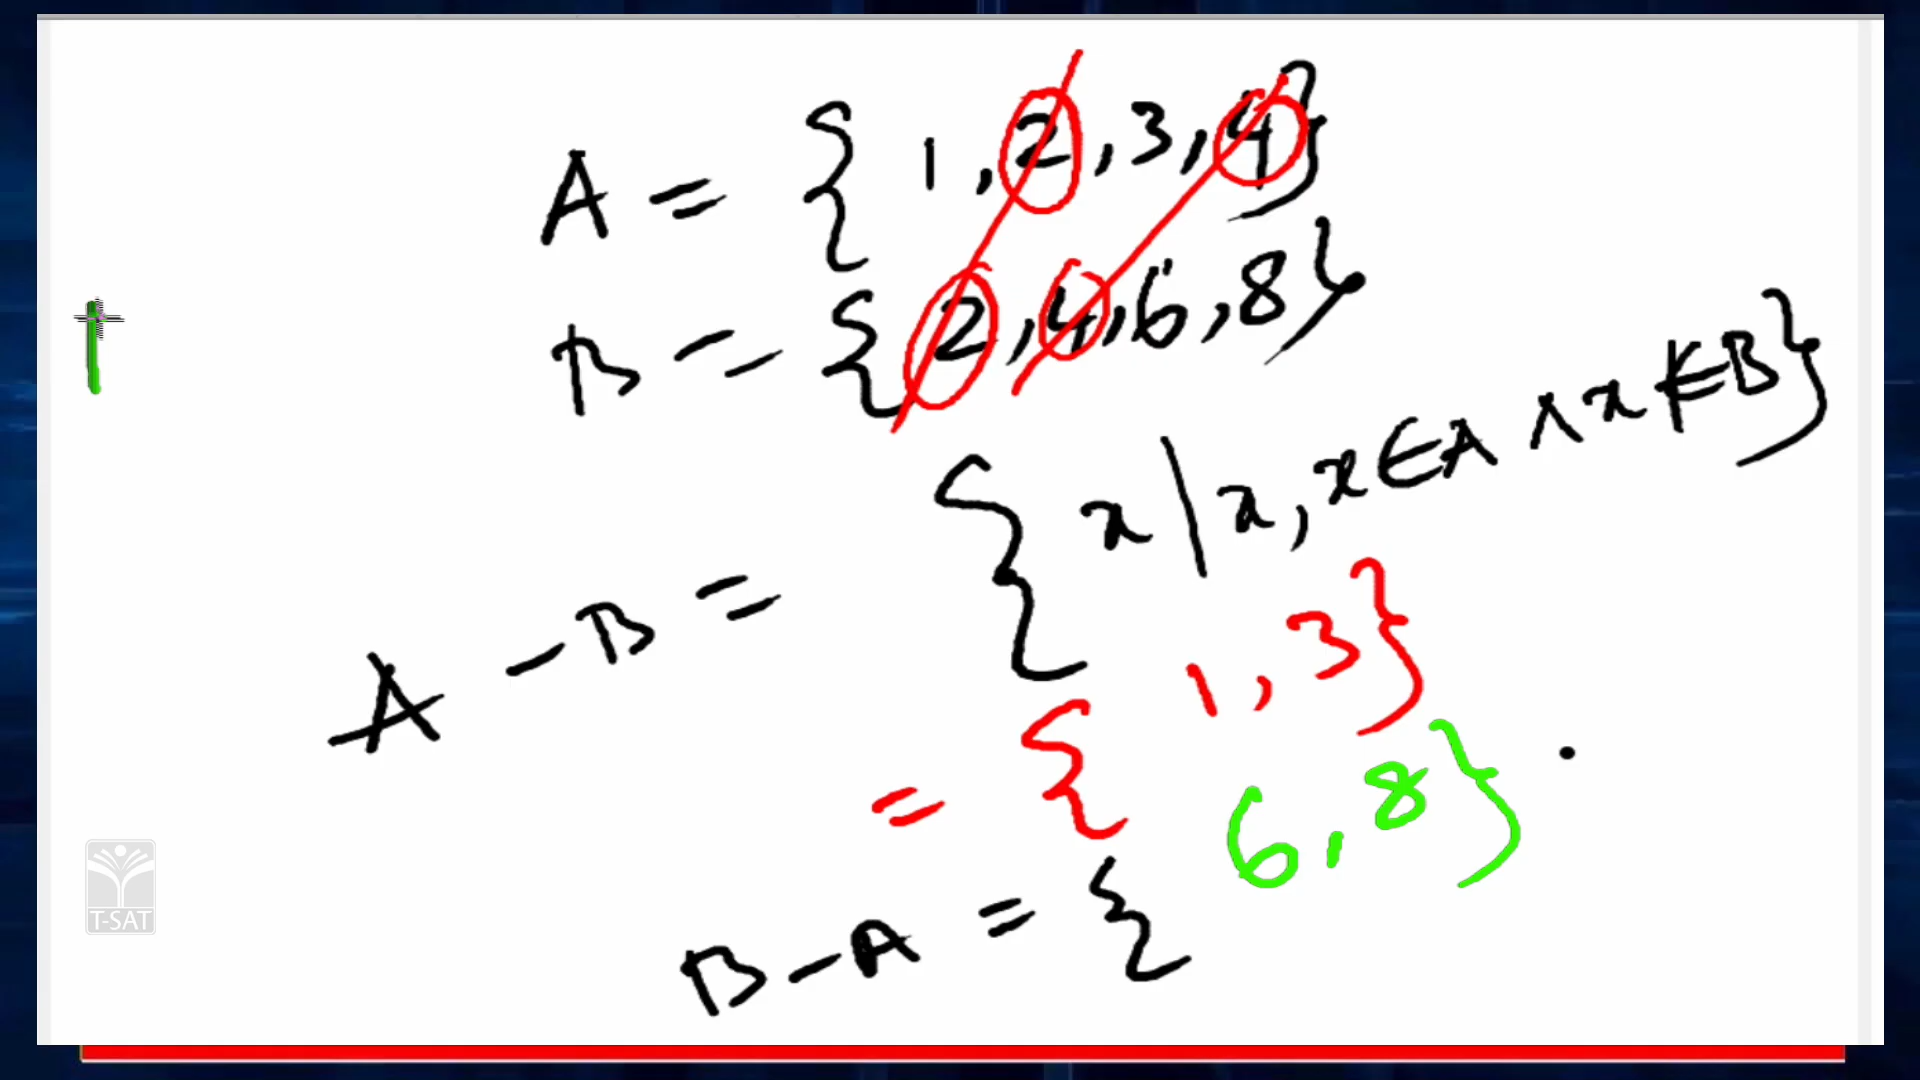 A = { 1, 2, 3, 4 }
B = { 2, 4, 6, 8 }
A - B = { x | x, x ∈ A ∧ x ∉ B }
= { 1, 3 }
B - A = { 6, 8 } .
T-SAT